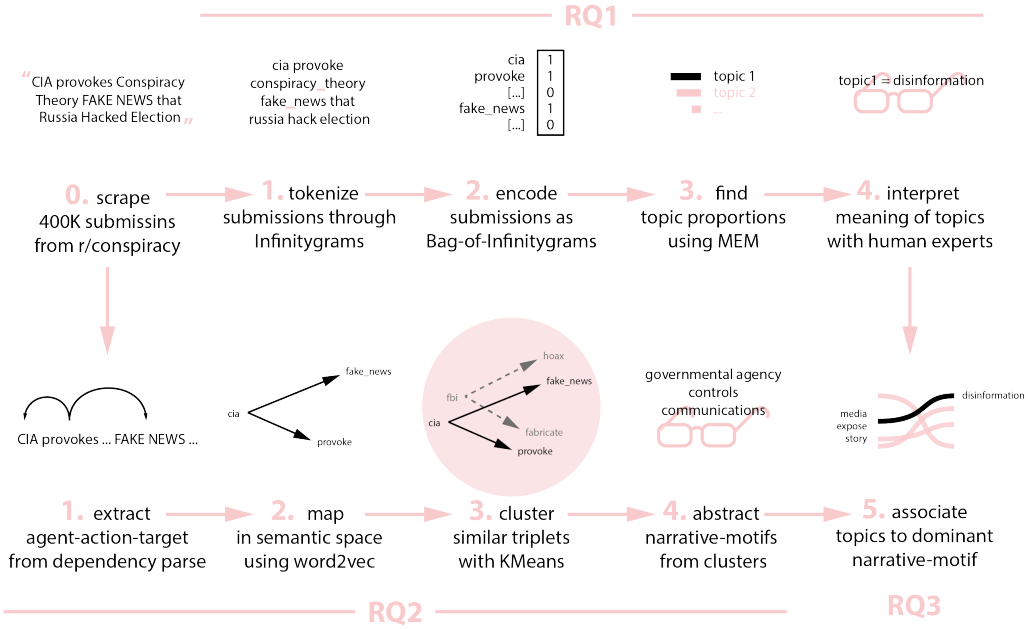 RQ1
“CIA provokes Conspiracy
Theory FAKE NEWS that
Russia Hacked Election„
cia provoke
conspiracy_theory
fake_news that
russia hack election
cia 1
provoke 1
[...] 0
fake_news 1
[...] 0
topic 1
topic 2
...
topic1 = disinformation
0. scrape
400K submissins
from r/conspiracy
1. tokenize
submissions through
Infinitygrams
2. encode
submissions as
Bag-of-Infinitygrams
3. find
topic proportions
using MEM
4. interpret
meaning of topics
with human experts
CIA provokes ... FAKE NEWS ...
cia
fake_news
provoke
hoax
fake_news
fbi
cia
fabricate
provoke
governmental agency
controls
communications
media
expose
story
disinformation
1. extract
agent-action-target
from dependency parse
2. map
in semantic space
using word2vec
3. cluster
similar triplets
with KMeans
4. abstract
narrative-motifs
from clusters
5. associate
topics to dominant
narrative-motif
RQ2
RQ3